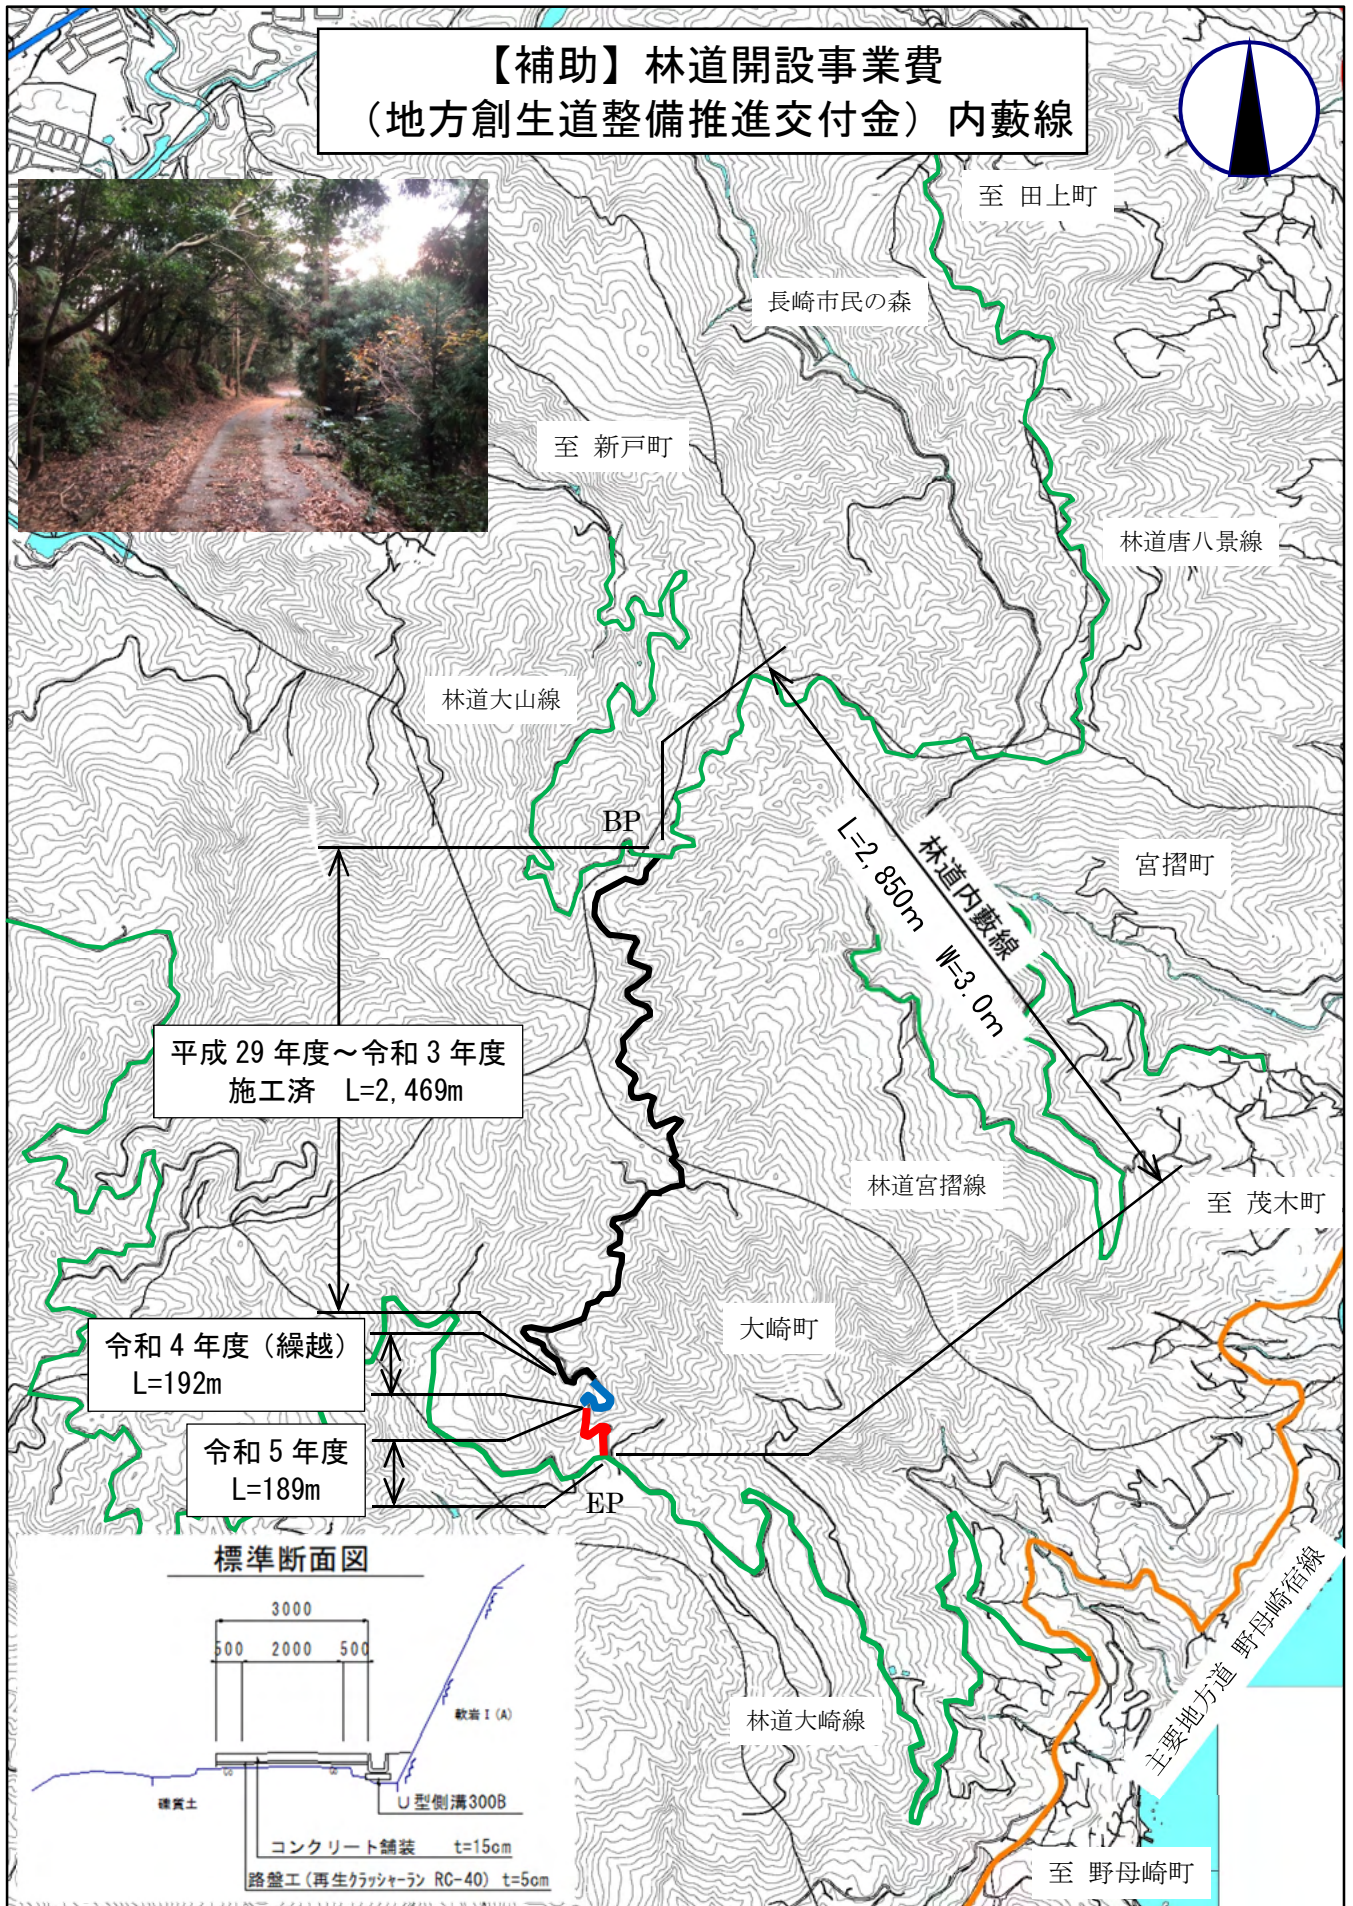 【補助】林道開設事業費
（地方創生道整備推進交付金）内藪線
至 田上町
長崎市民の森
至 新戸町
林道唐八景線
林道大山線
BP
林道内藪線
L=2,850m W=3.0m
宮摺町
平成29年度～令和3年度
施工済 L=2,469m
林道宮摺線
至 茂木町
大崎町
令和4年度（繰越）
L=192m
令和5年度
L=189m
EP
標準断面図
3000
500 2000 500
軟岩Ⅰ(A)
礫質土
U型側溝300B
コンクリート舗装 t=15cm
路盤工(再生クラッシャーラン RC-40) t=5cm
林道大崎線
主要地方道 野母崎宿線
至 野母崎町